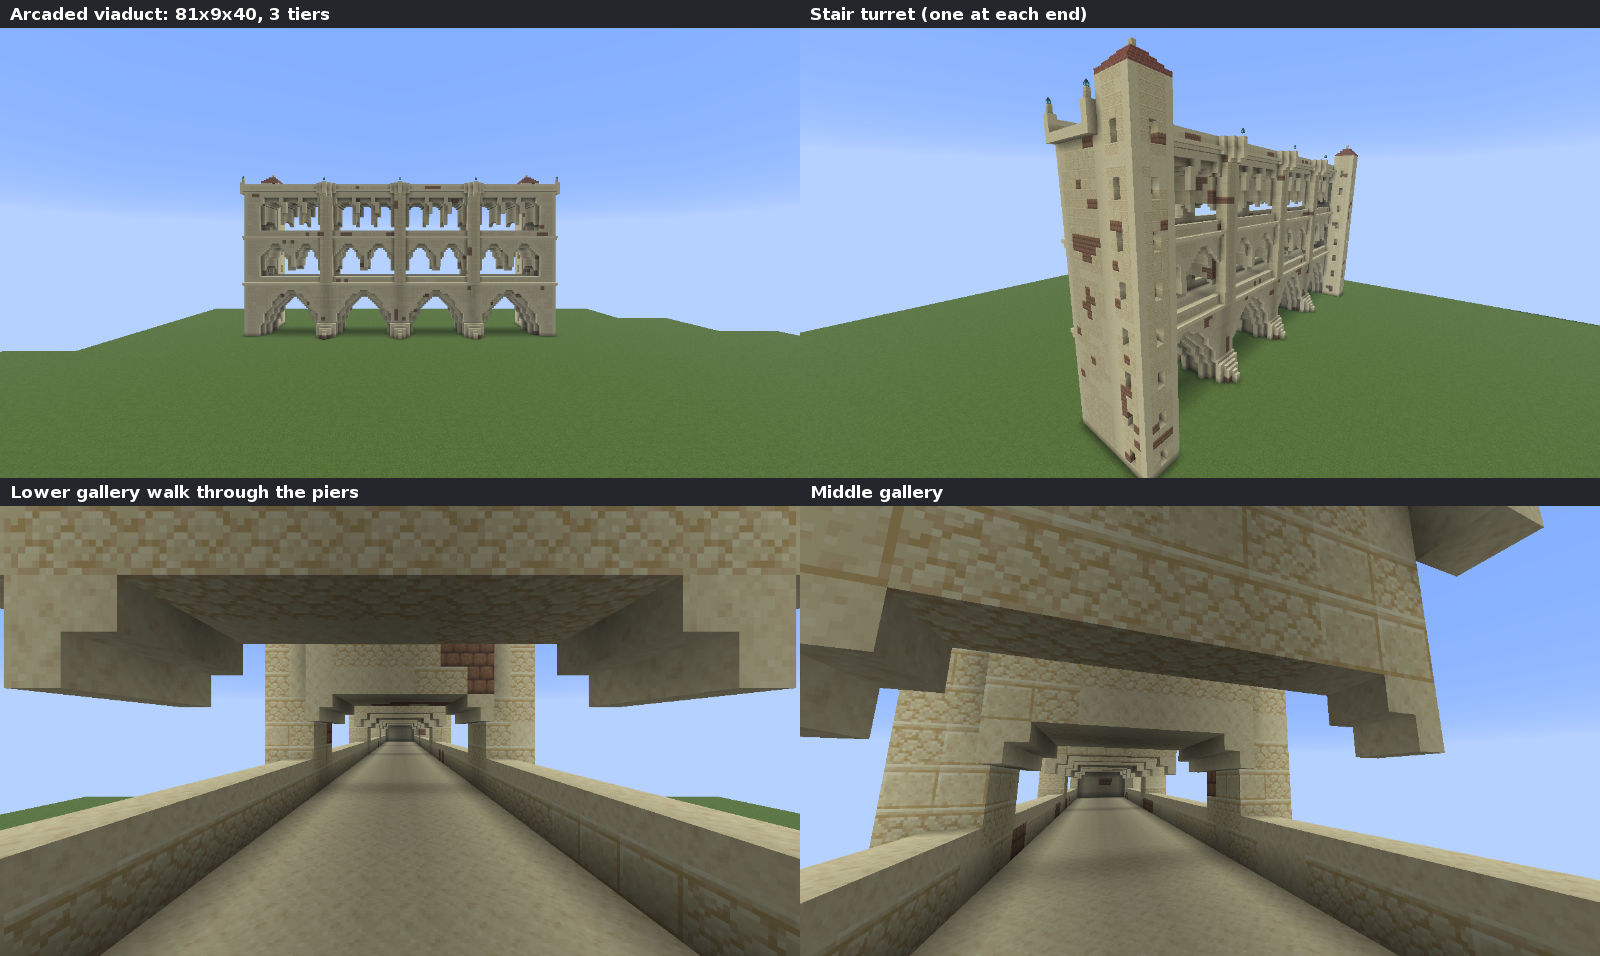 Arcaded viaduct: 81x9x40, 3 tiers
Stair turret (one at each end)
Lower gallery walk through the piers
Middle gallery